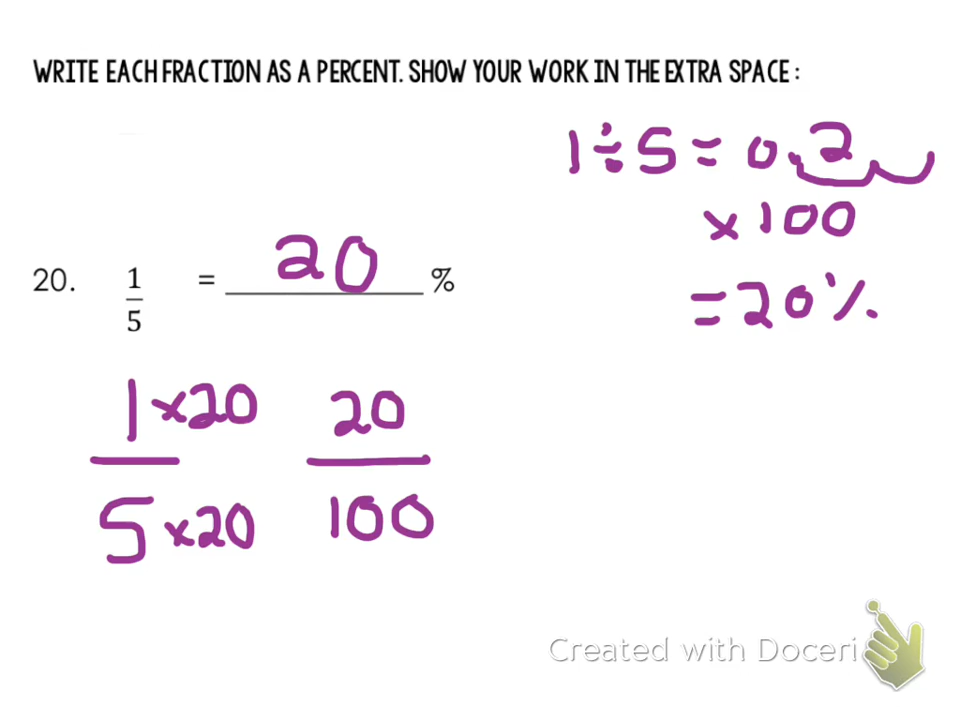 WRITE EACH FRACTION AS A PERCENT. SHOW YOUR WORK IN THE EXTRA SPACE :
1 ÷ 5 = 0.2
x 100
= 20%
20. 1/5 = 20 %
1 x 20 20
5 x 20 100
Created with Doceri